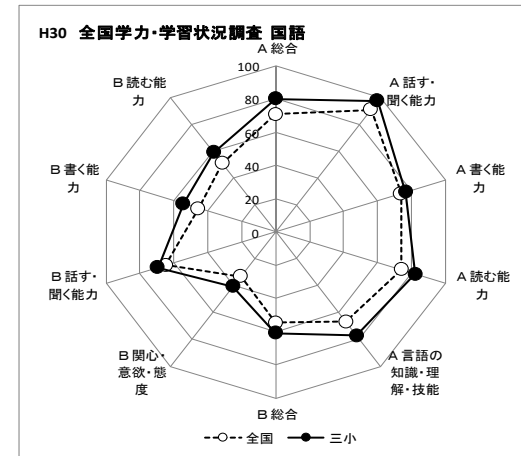 H30 全国学力・学習状況調査 国語
A 総合
A 話す・
聞く能力
A 書く能
力
A 読む能
力
A 言語の
知識・理
解・技能
B 総合
B 関心・
意欲・態
度
B 話す・
聞く能力
B 書く能
力
B 読む能
力
100
80
60
40
20
0
全国
三小